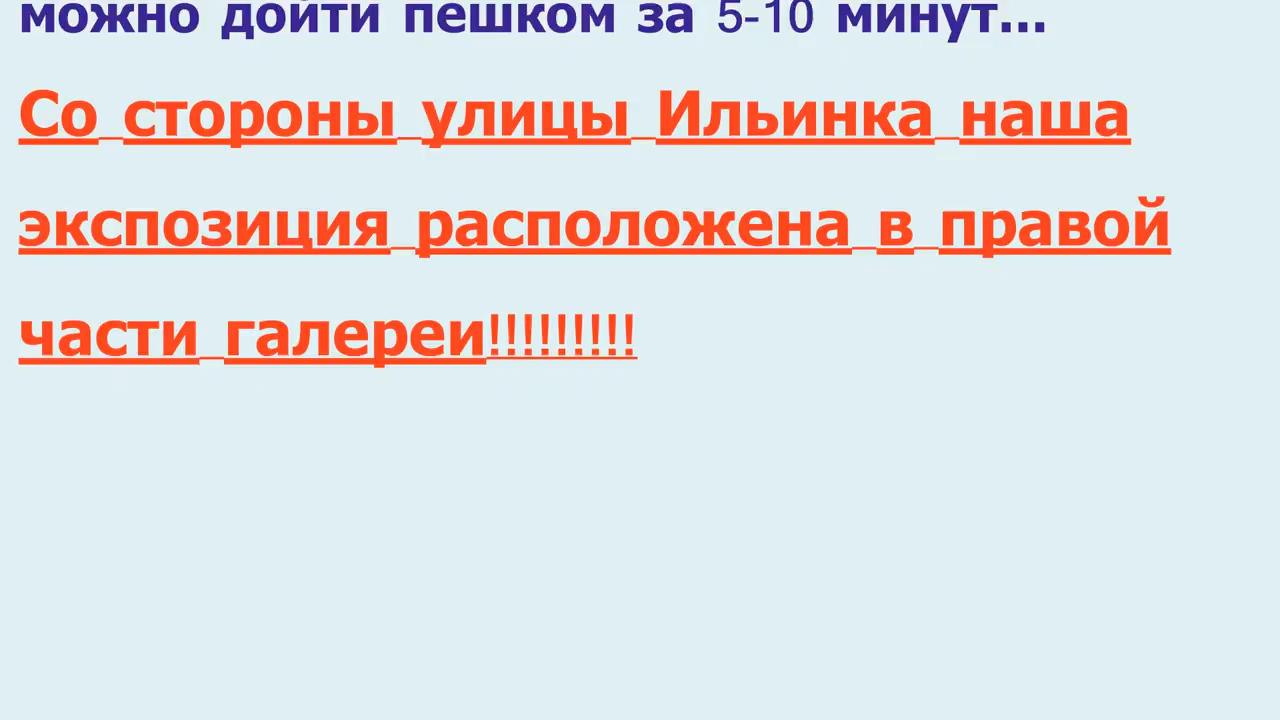 можно дойти пешком за 5-10 минут...
Со стороны улицы Ильинка наша
экспозиция расположена в правой
части галереи!!!!!!!!!